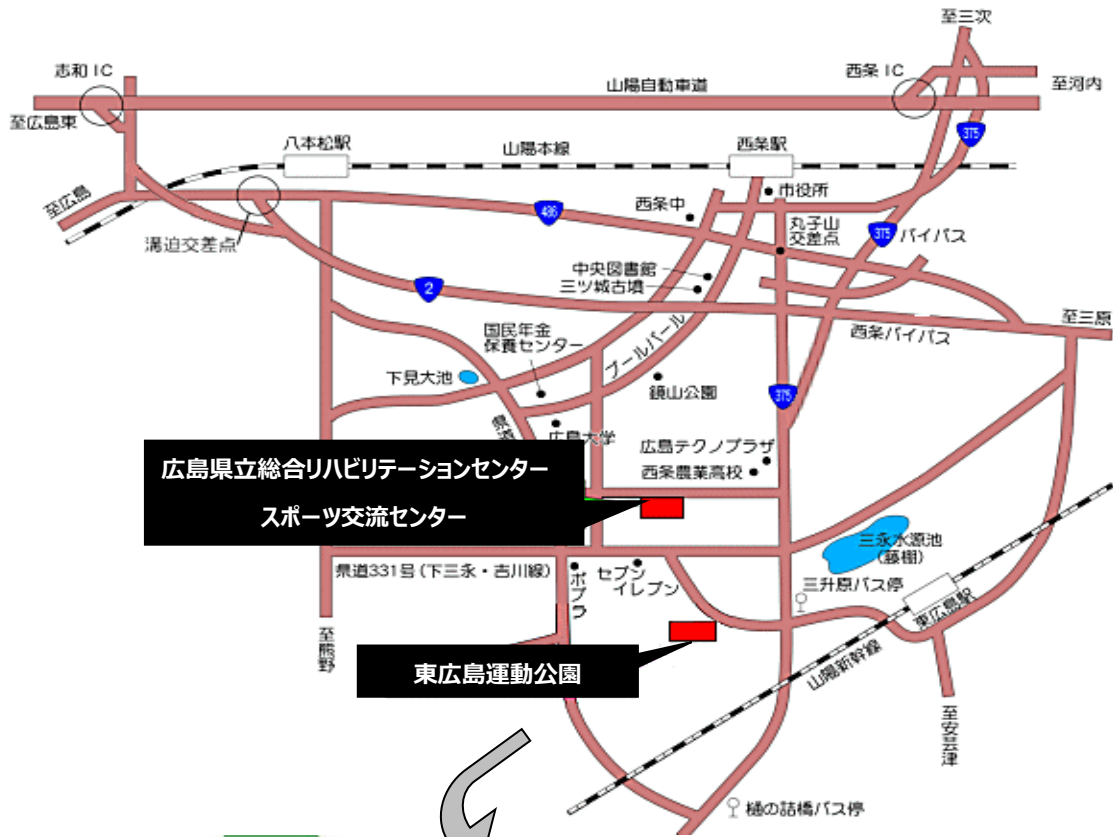 至三次
志和IC
西条IC
山陽自動車道
至河内
至広島東
375
八本松駅
山陽本線
西条駅
市役所
至広島
西条中
486
丸子山
交差点
375
バイパス
溝迫交差点
中央図書館
三ツ城古墳
2
至三原
西条バイパス
国民年金
保養センター
ブールバール
下見大池
鏡山公園
375
県道
広島大学
広島テクノプラザ
西条農業高校
広島県立総合リハビリテーションセンター
スポーツ交流センター
三永水源池
(藤棚)
県道331号(下三永・吉川線)
ポプラ
セブン
イレブン
三升原バス停
東広島駅
至熊野
東広島運動公園
山陽新幹線
至安芸津
樋の詰橋バス停